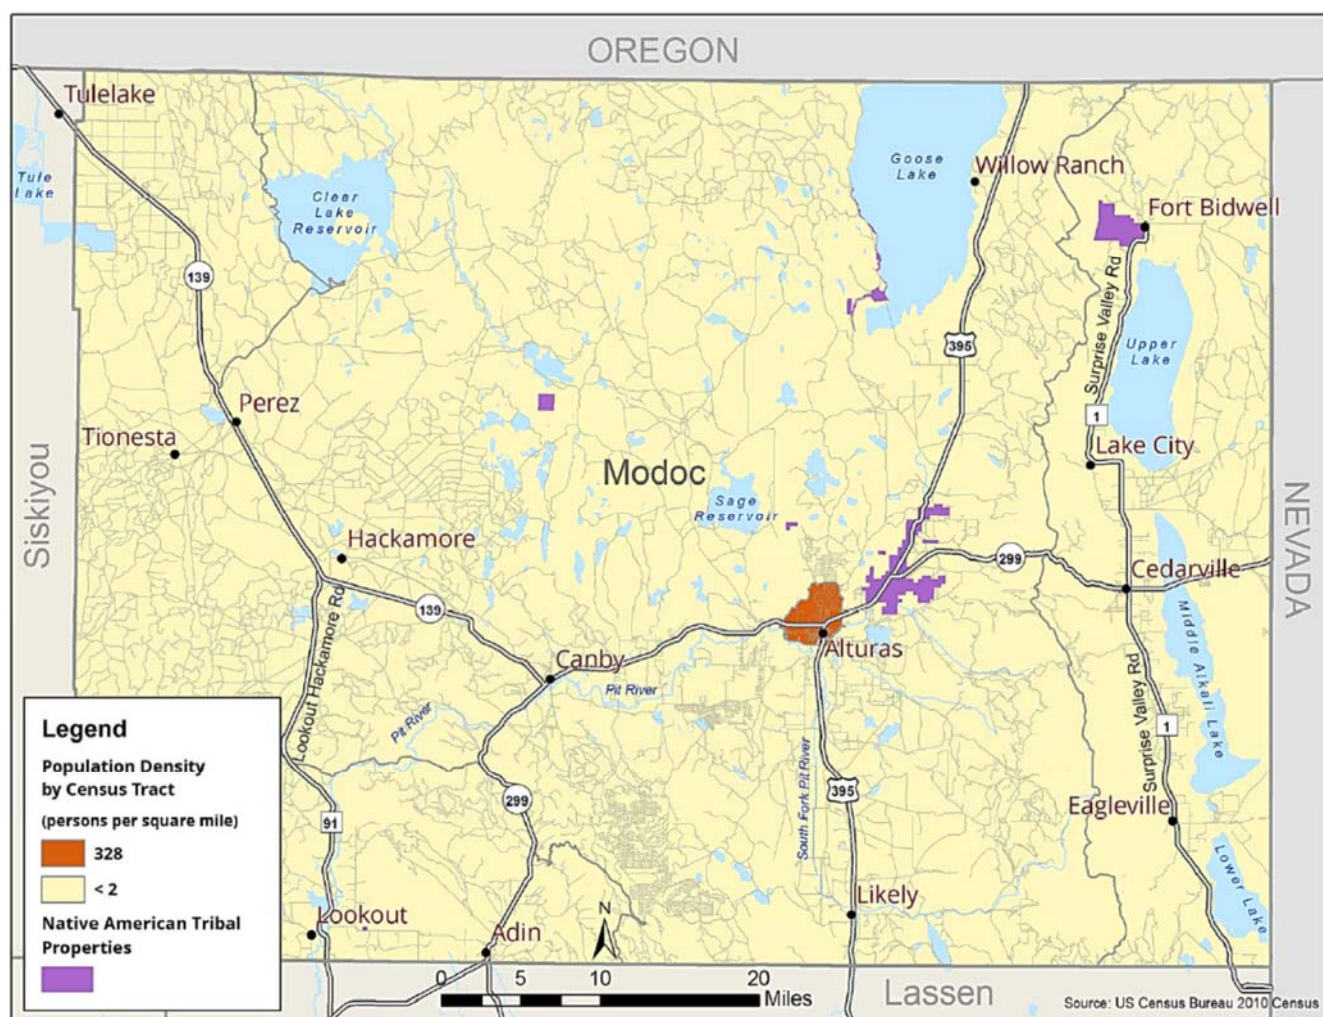 OREGON
Tulelake
Goose
Lake
Willow Ranch
Tule
Lake
Clear
Lake
Reservoir
Fort Bidwell
139
Surprise Valley Rd
395
Upper
Lake
Perez
1
Tionesta
Lake City
Modoc
Siskiyou
Sage
Reservoir
NEVADA
Hackamore
299
Cedarville
139
Lookout Hackamore Rd
Alturas
Middle Alkali Lake
Canby
Pit River
Pit River
Surprise Valley Rd
1
South Fork Pit River
395
299
Eagleville
91
Lower Lake
Likely
Lookout
Adin
N
Legend
Population Density
by Census Tract
(persons per square mile)
328
< 2
Native American Tribal
Properties
0 5 10 20
Miles
Lassen
Source: US Census Bureau 2010 Census